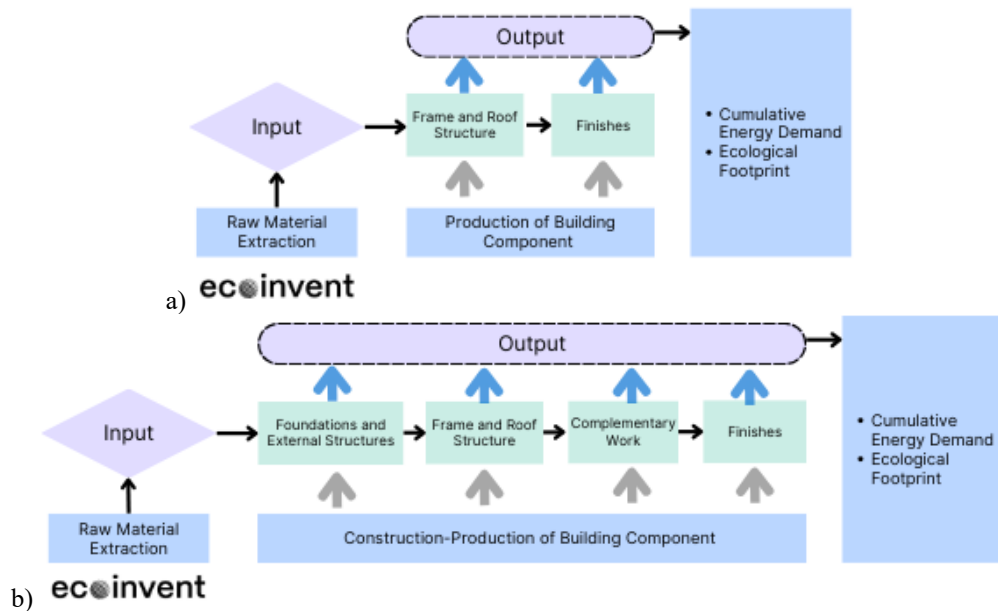 Output
• Cumulative
Energy Demand
• Ecological
Footprint
Input
Frame and Roof
Structure
Finishes
Raw Material
Extraction
Production of Building
Component
a) ecoinvent
Output
Input
Foundations and
External Structures
Frame and Roof
Structure
Complementary
Work
Finishes
• Cumulative
Energy Demand
• Ecological
Footprint
Raw Material
Extraction
Construction-Production of Building Component
b) ecoinvent